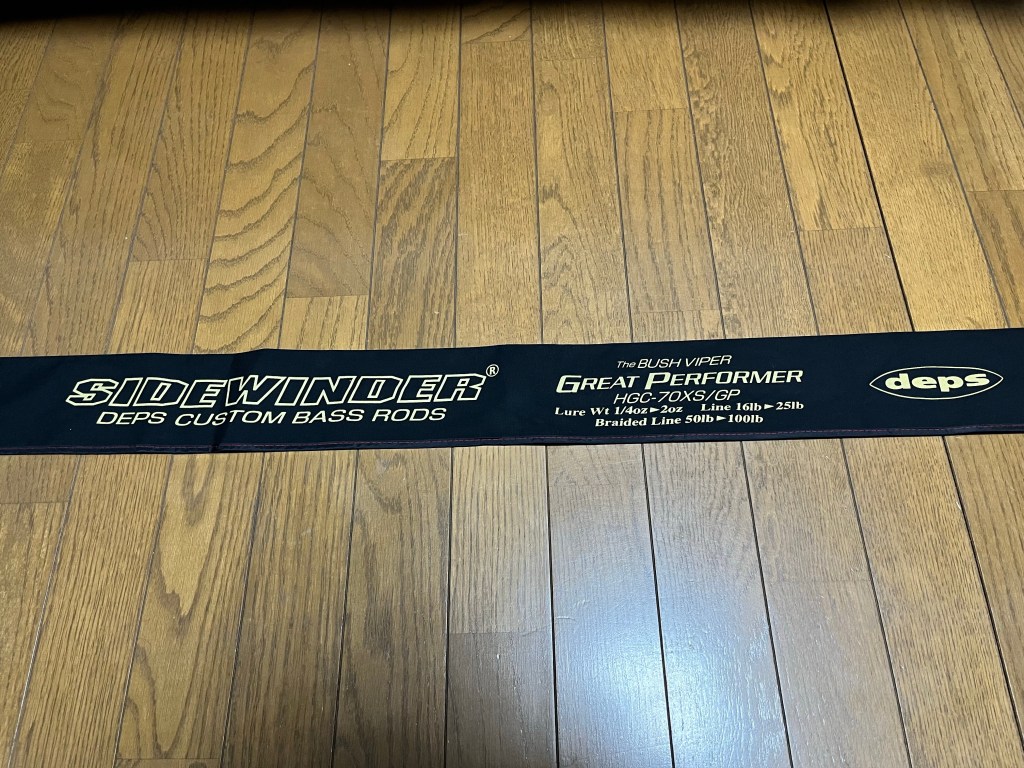 SIDEWINDER®
DEPS CUSTOM BASS RODS
The BUSH VIPER
GREAT PERFORMER
HGC-70XS/GP
Lure Wt 1/4oz►2oz Line 16lb►25lb
Braided Line 50lb►100lb
deps